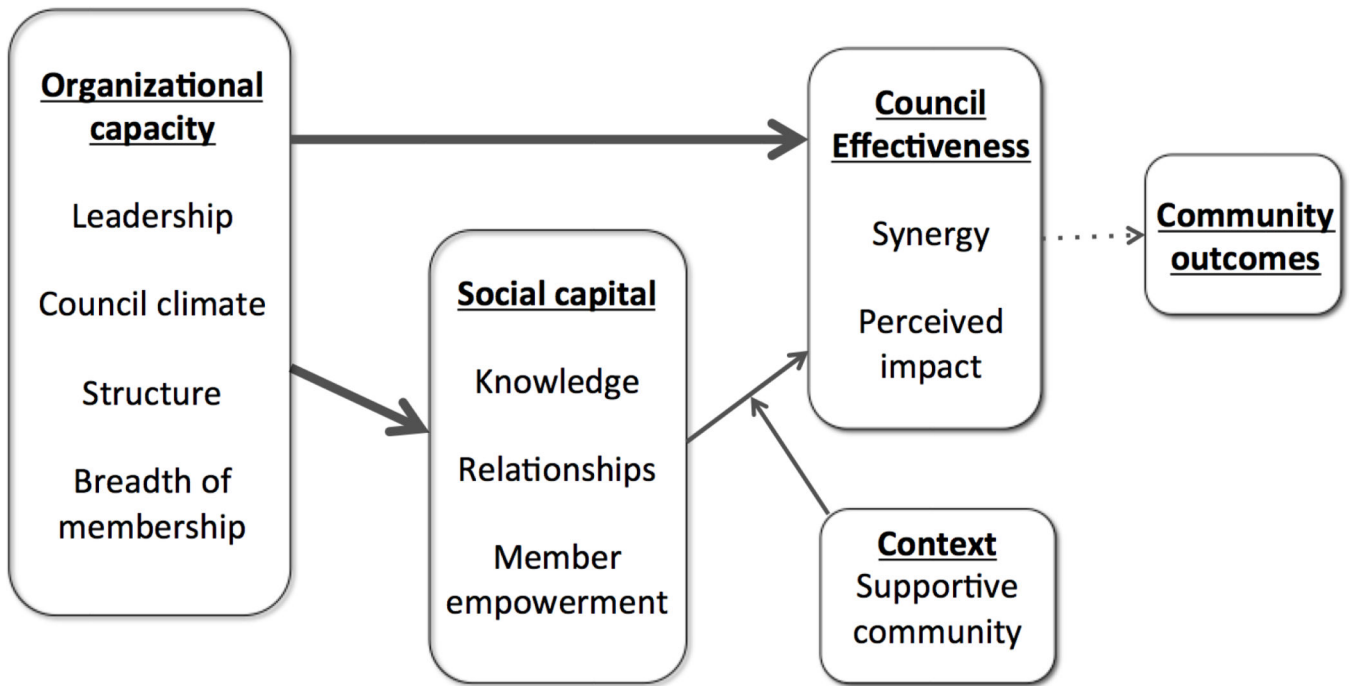 Organizational
capacity
Leadership
Council climate
Structure
Breadth of
membership
Social capital
Knowledge
Relationships
Member
empowerment
Council
Effectiveness
Synergy
Perceived
impact
Context
Supportive
community
Community
outcomes